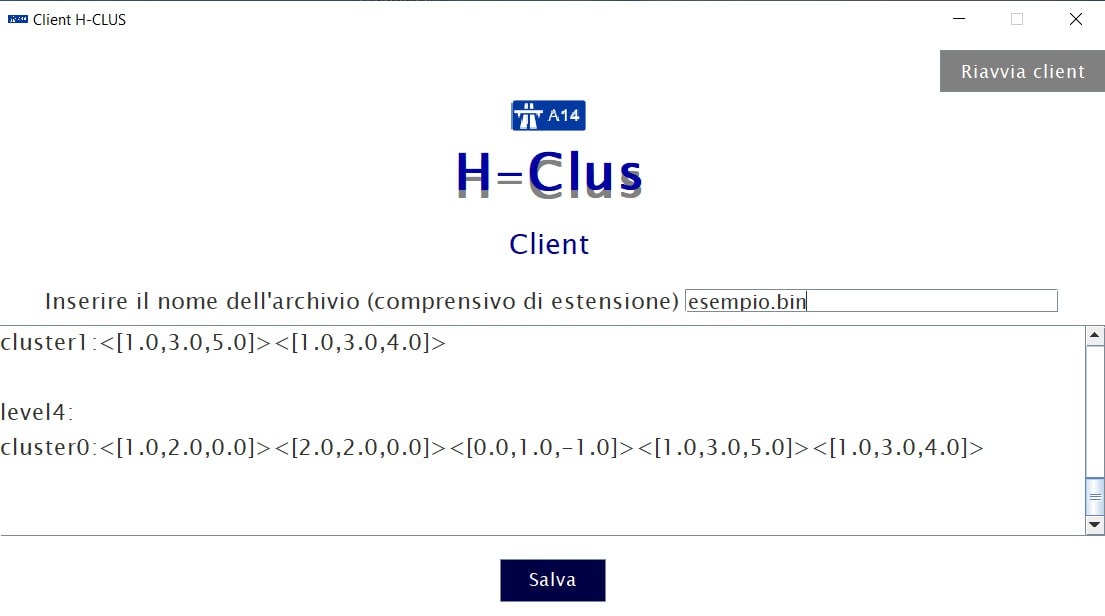 Client H-CLUS
Riavvia client
A14
H-Clus
Client
Inserire il nome dell'archivio (comprensivo di estensione) esempio.bin
cluster1:<[1.0,3.0,5.0]><[1.0,3.0,4.0]>
level4:
cluster0:<[1.0,2.0,0.0]><[2.0,2.0,0.0]><[0.0,1.0,-1.0]><[1.0,3.0,5.0]><[1.0,3.0,4.0]>
Salva